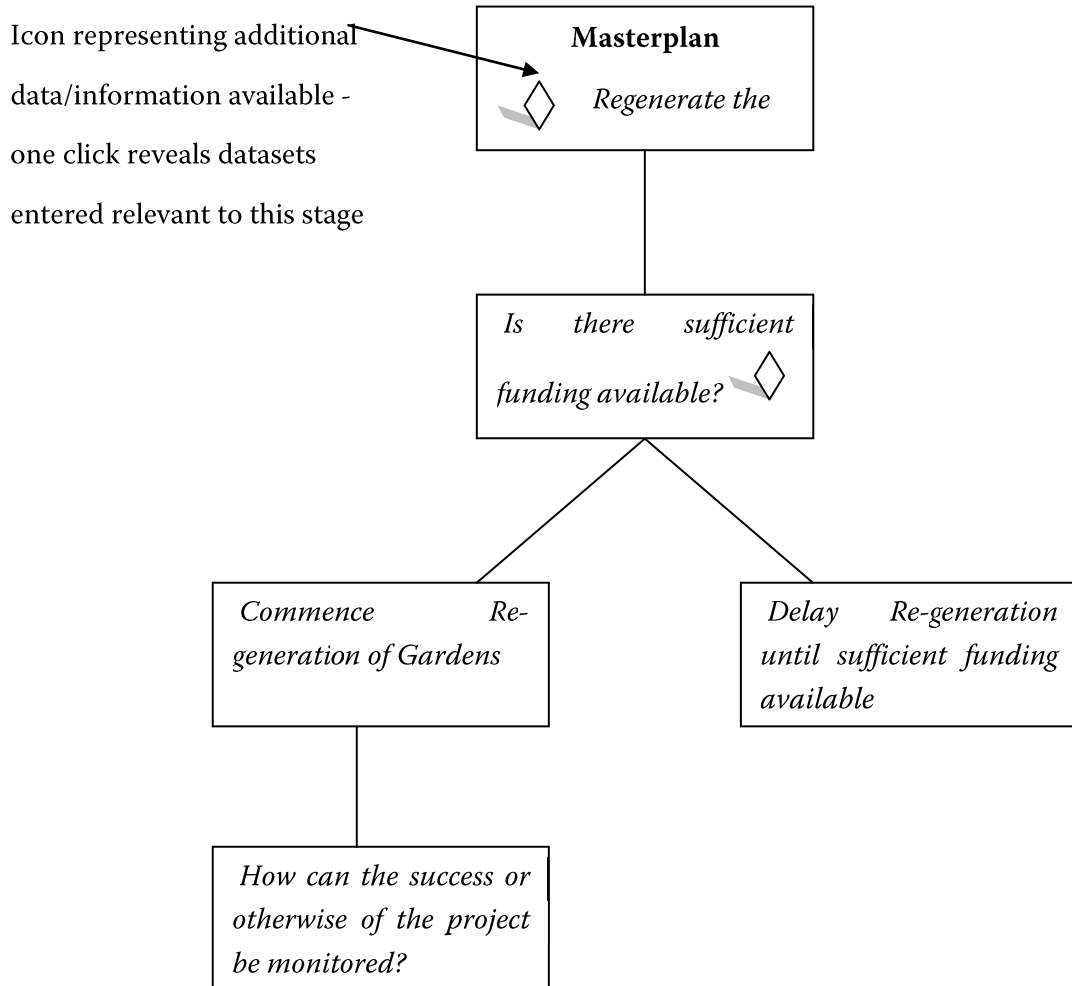 Icon representing additional
data/information available -
one click reveals datasets
entered relevant to this stage
Masterplan
Regenerate the
Is there sufficient
funding available?
Commence Re-
generation of Gardens
Delay Re-generation
until sufficient funding
available
How can the success or
otherwise of the project
be monitored?